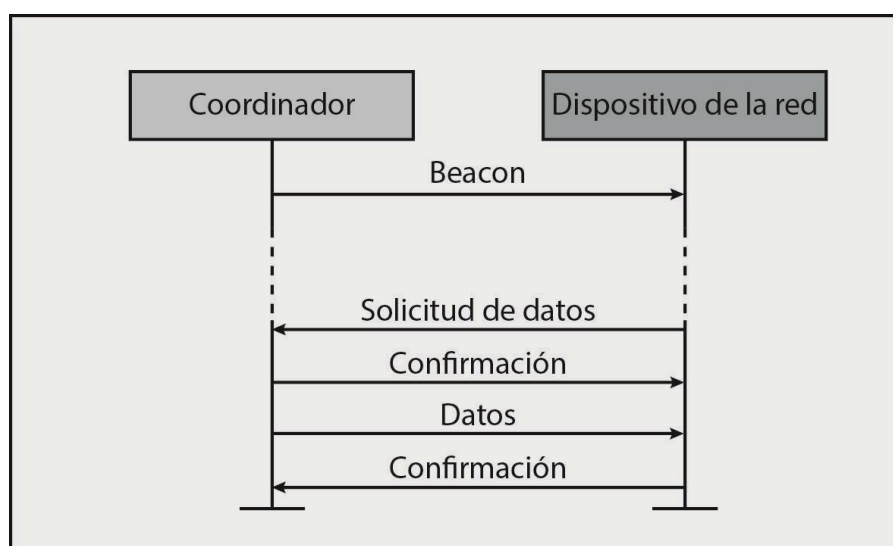 Coordinador
Dispositivo de la red
Beacon
Solicitud de datos
Confirmación
Datos
Confirmación